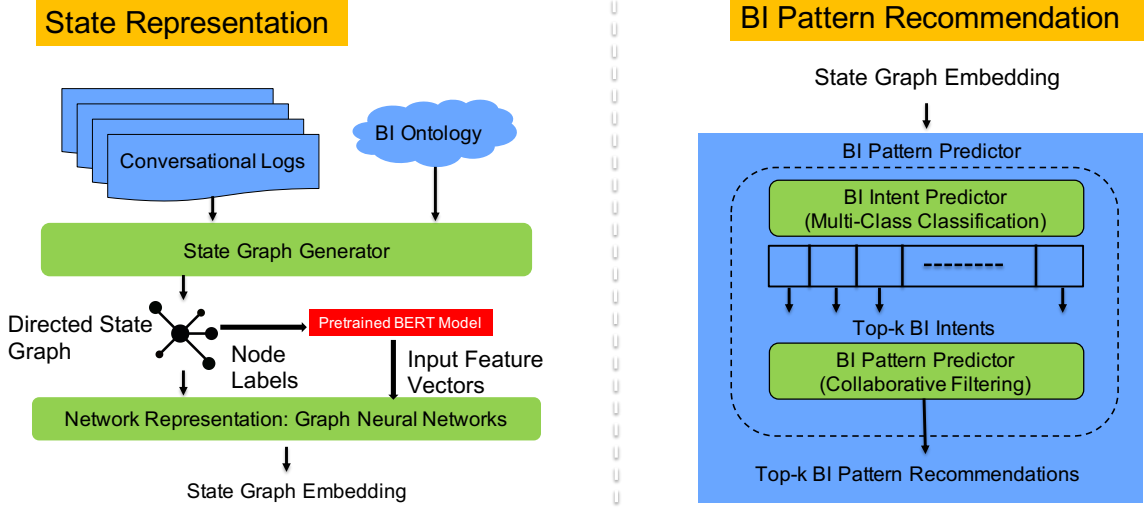 State Representation
Conversational Logs
BI Ontology
State Graph Generator
Directed State
Graph
Node
Labels
Pretrained BERT Model
Input Feature
Vectors
Network Representation: Graph Neural Networks
State Graph Embedding
BI Pattern Recommendation
State Graph Embedding
BI Pattern Predictor
BI Intent Predictor
(Multi-Class Classification)
Top-k BI Intents
BI Pattern Predictor
(Collaborative Filtering)
Top-k BI Pattern Recommendations